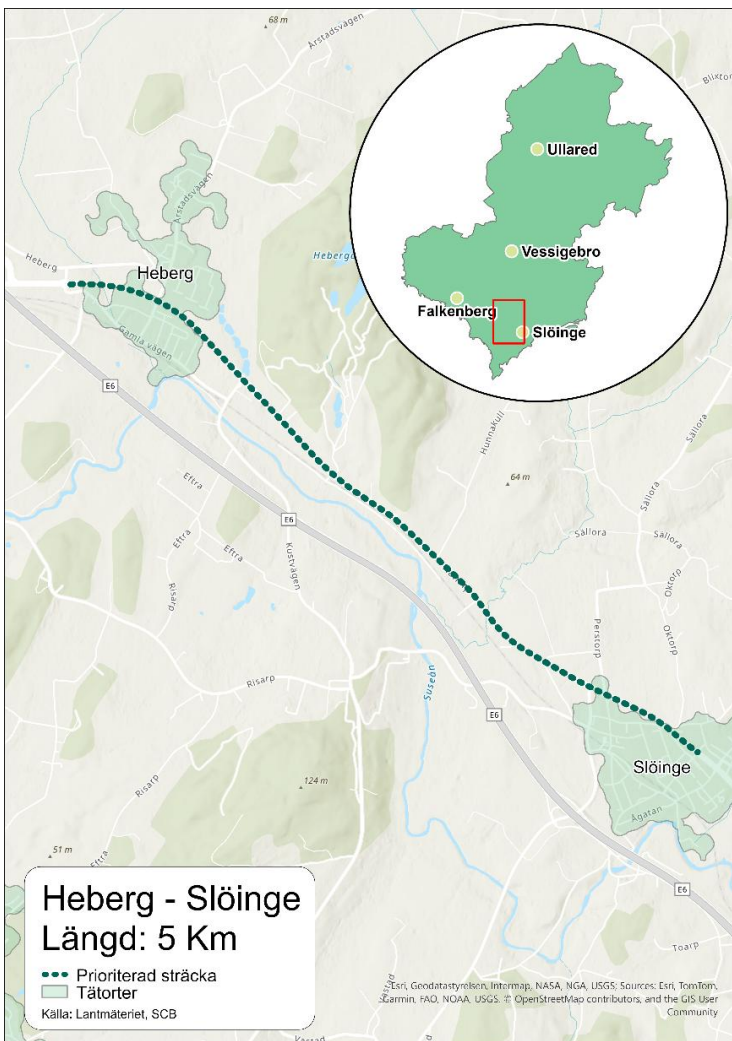 68 m
Årstadsvägen
Ullared
Vessigebro
Falkenberg
Slöinge
Årstadsvägen
Heberg
Heberg
Gamla vägen
E6
Hunnakull
64 m
Sällora
Sällora
Sällora
Sällora
Eftra
E6
Eftra
Eftra
Kustvägen
Risarp
Perstorp
Oktorp
Oktorp
Risarp
Suseån
E6
Slöinge
Ågatan
Risarp
124 m
51 m
Eftra
E6
Toarp
Heberg - Slöinge
Längd: 5 Km
Prioriterad sträcka
Tätorter
Källa: Lantmäteriet, SCB
Esri, Geodatastyrelsen, Intermap, NASA, NGA, USGS; Sources: Esri, TomTom,
Garmin, FAO, NOAA, USGS, © OpenStreetMap contributors, and the GIS User
Community